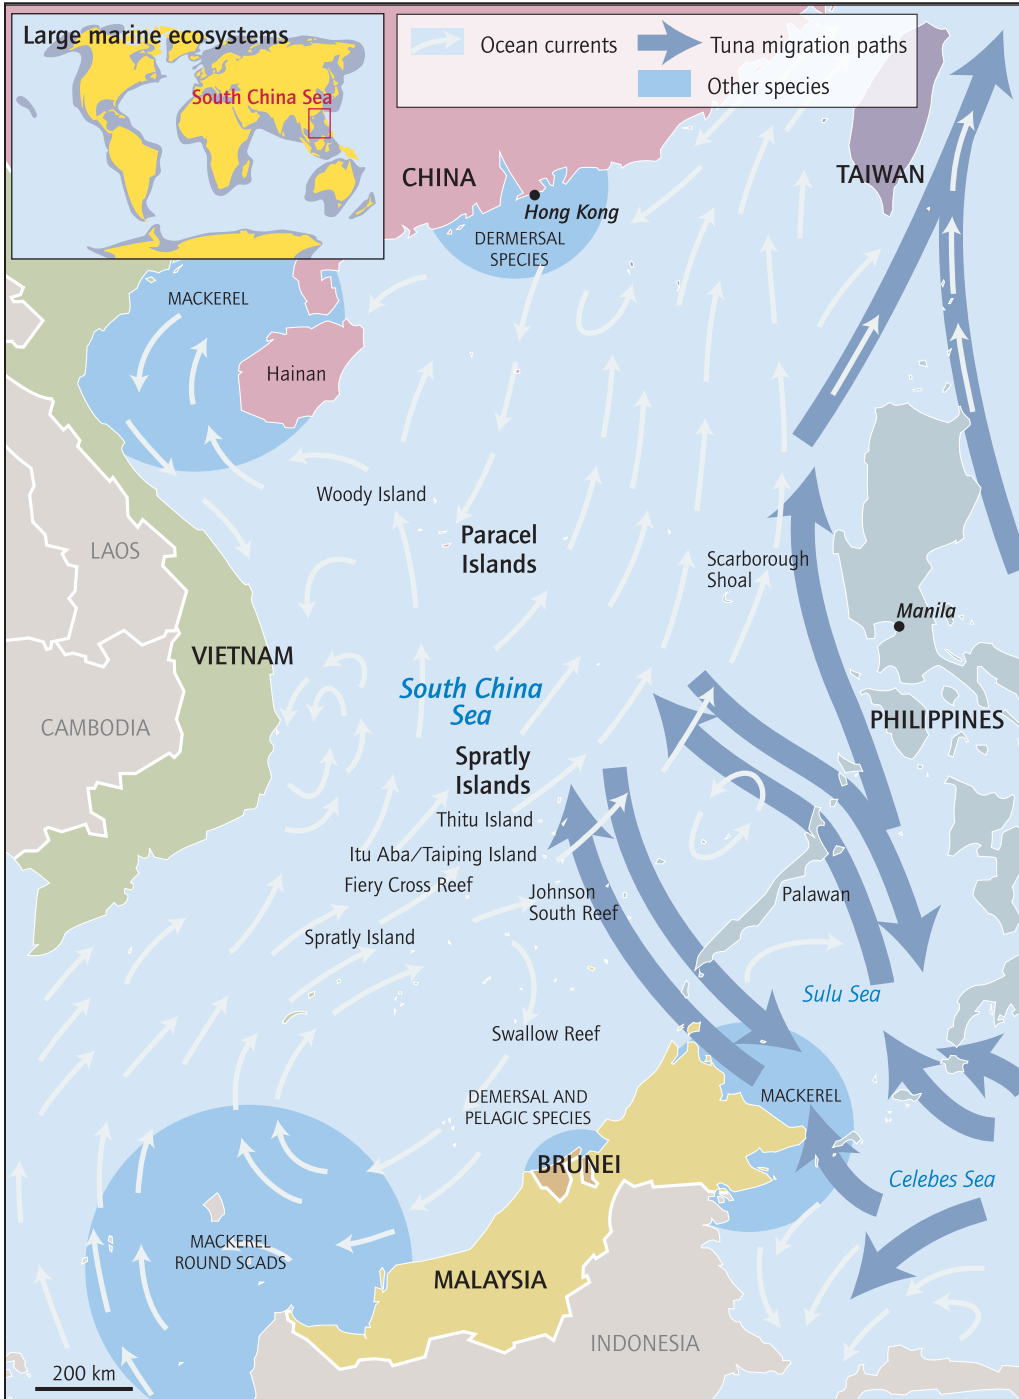 Large marine ecosystems
South China Sea
Ocean currents
Tuna migration paths
Other species
CHINA
TAIWAN
Hong Kong
DERMERSAL
SPECIES
MACKEREL
Hainan
Woody Island
Paracel
Islands
LAOS
Scarborough
Shoal
Manila
VIETNAM
South China
Sea
PHILIPPINES
CAMBODIA
Spratly
Islands
Thitu Island
Itu Aba/Taiping Island
Fiery Cross Reef
Johnson
South Reef
Palawan
Spratly Island
Sulu Sea
Swallow Reef
DEMERSAL AND
PELAGIC SPECIES
MACKEREL
BRUNEI
Celebes Sea
MACKEREL
ROUND SCADS
MALAYSIA
INDONESIA
200 km